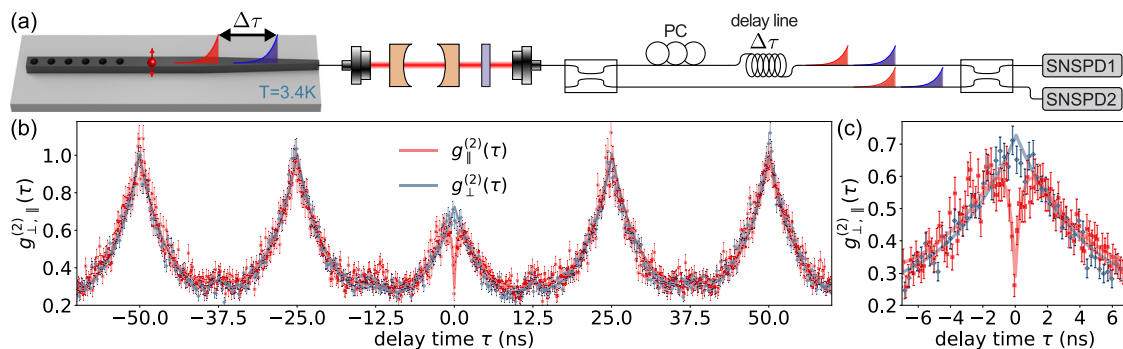 (a)
Δτ
T=3.4K
PC
delay line
Δτ
SNSPD1
SNSPD2
(b)
g⊥,∥(2)(τ)
1.0
0.8
0.6
0.4
0.2
g∥(2)(τ)
g⊥(2)(τ)
−50.0 −37.5 −25.0 −12.5 0.0 12.5 25.0 37.5 50.0
delay time τ (ns)
(c)
g⊥,∥(2)(τ)
0.7
0.6
0.5
0.4
0.3
0.2
−6 −4 −2 0 2 4 6
delay time τ (ns)